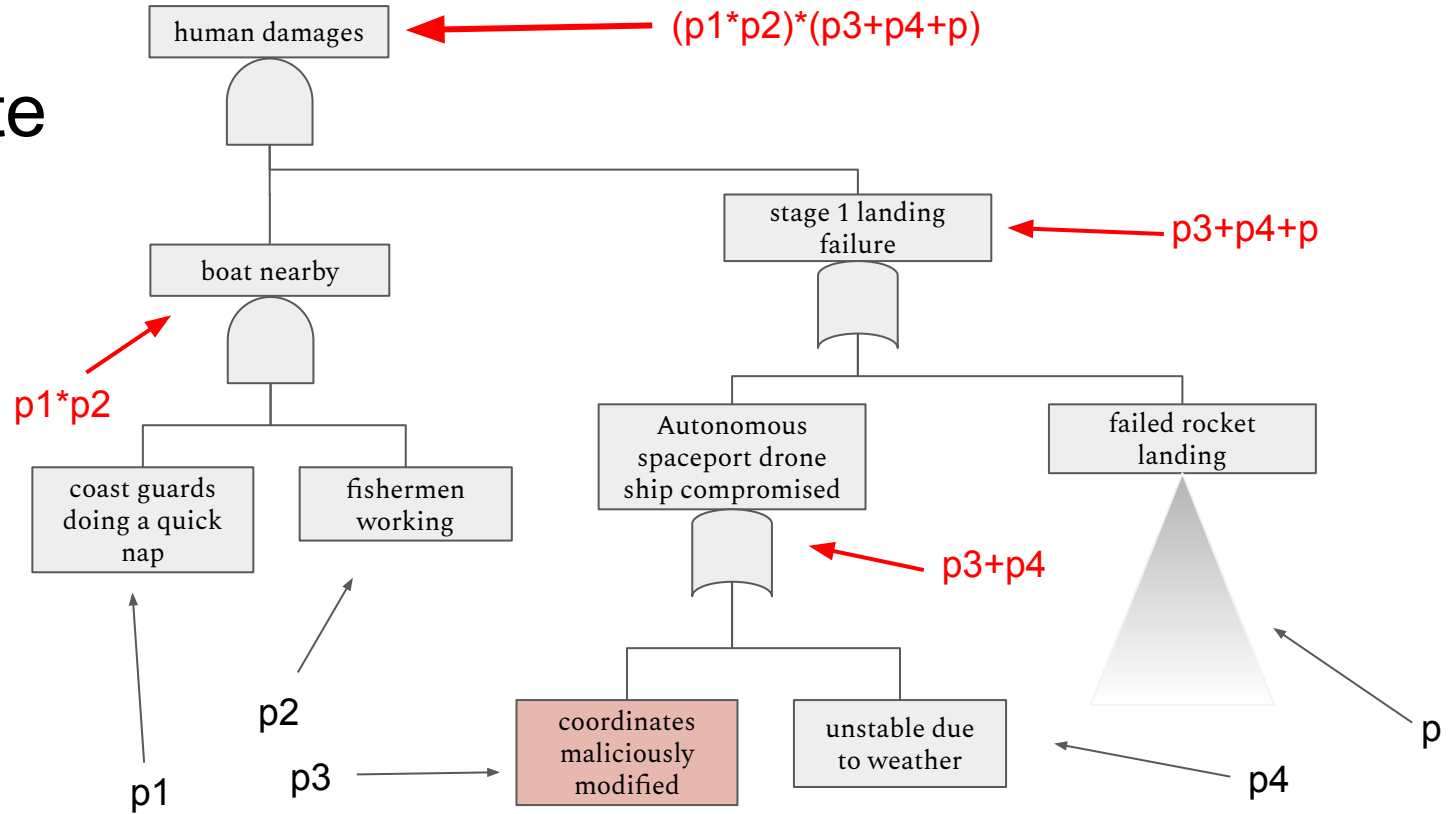 human damages
(p1*p2)*(p3+p4+p)
te
stage 1 landing
failure
p3+p4+p
boat nearby
p1*p2
Autonomous
spaceport drone
ship compromised
failed rocket
landing
coast guards
doing a quick
nap
fishermen
working
p3+p4
p2
coordinates
maliciously
modified
unstable due
to weather
p
p3
p1
p4